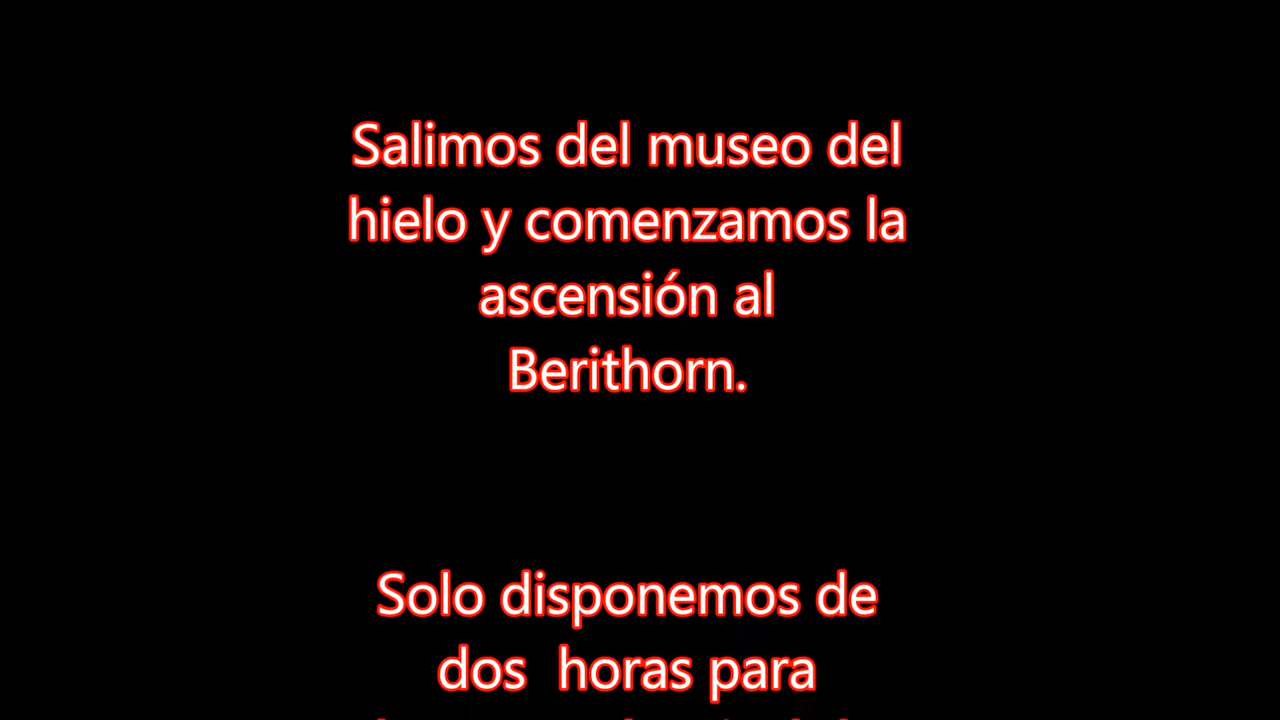 Salimos del museo del
hielo y comenzamos la
ascensión al
Berithorn.
Solo disponemos de
dos  horas para